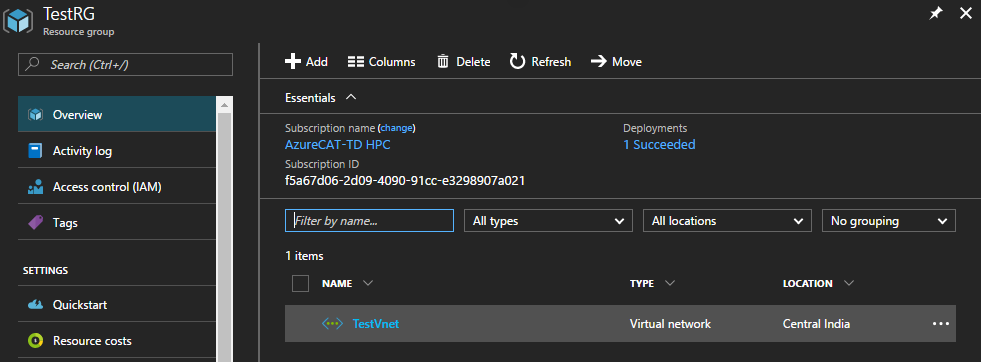 TestRG
Resource group
Search (Ctrl+/)
Overview
Activity log
Access control (IAM)
Tags
SETTINGS
Quickstart
Resource costs
Add Columns Delete Refresh Move
Essentials
Subscription name (change)
AzureCAT-TD HPC
Subscription ID
f5a67d06-2d09-4090-91cc-e3298907a021
Deployments
1 Succeeded
Filter by name... All types All locations No grouping
1 items
NAME TYPE LOCATION
TestVnet Virtual network Central India